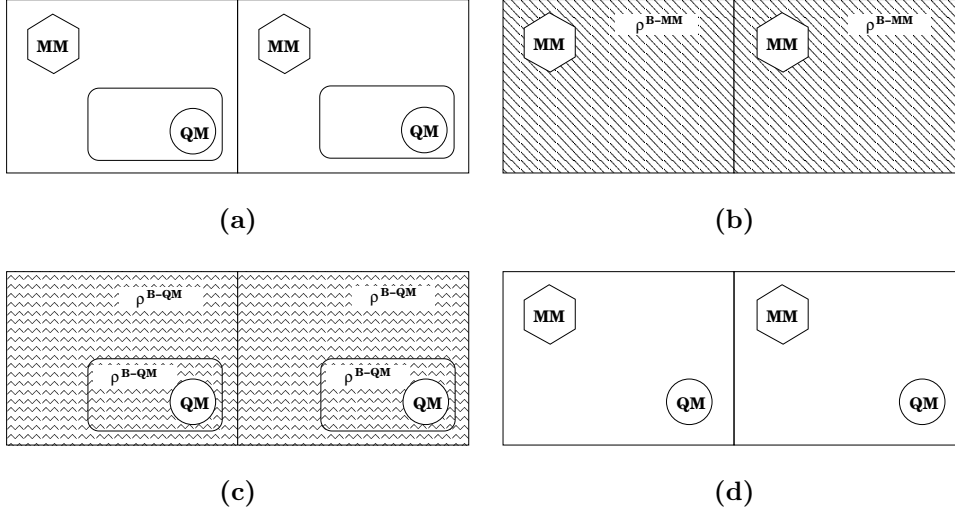 MM MM QM QM
(a)
MM ρB-MM MM ρB-MM
(b)
ρB-QM ρB-QM
ρB-QM QM ρB-QM QM
(c)
MM MM
QM QM
(d)